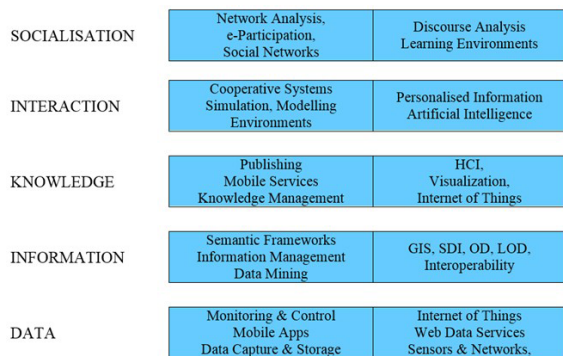 SOCIALISATION
Network Analysis,
e-Participation,
Social Networks
Discourse Analysis
Learning Environments
INTERACTION
Cooperative Systems
Simulation, Modelling
Environments
Personalised Information
Artificial Intelligence
KNOWLEDGE
Publishing
Mobile Services
Knowledge Management
HCI,
Visualization,
Internet of Things
INFORMATION
Semantic Frameworks
Information Management
Data Mining
GIS, SDI, OD, LOD,
Interoperability
DATA
Monitoring & Control
Mobile Apps
Data Capture & Storage
Internet of Things
Web Data Services
Sensors & Networks,